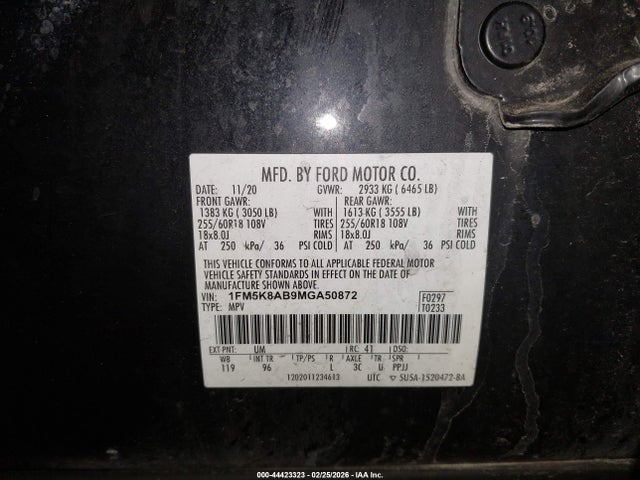 MFD. BY FORD MOTOR CO.
DATE: 11/20 GVWR: 2933 KG ( 6465 LB)
FRONT GAWR: REAR GAWR:
1383 KG ( 3050 LB) WITH 1613 KG ( 3555 LB) WITH
255/60R18 108V TIRES 255/60R18 108V TIRES
18x8.0J RIMS 18x8.0J RIMS
AT 250 kPa/ 36 PSI COLD AT 250 kPa/ 36 PSI COLD
THIS VEHICLE CONFORMS TO ALL APPLICABLE FEDERAL MOTOR
VEHICLE SAFETY STANDARDS IN EFFECT ON THE DATE OF
MANUFACTURE SHOWN ABOVE.
VIN: 1FM5K8AB9MGA50872 F0297
TYPE: MPV T0233
EXT PNT: UM RC: 41 DSO:
WB INT TR TP/PS R AXLE TR SPR
119 96 L 3C U PPJJ
1202011234613 UTC
000-44423323 - 02/25/2026 - IAA Inc.